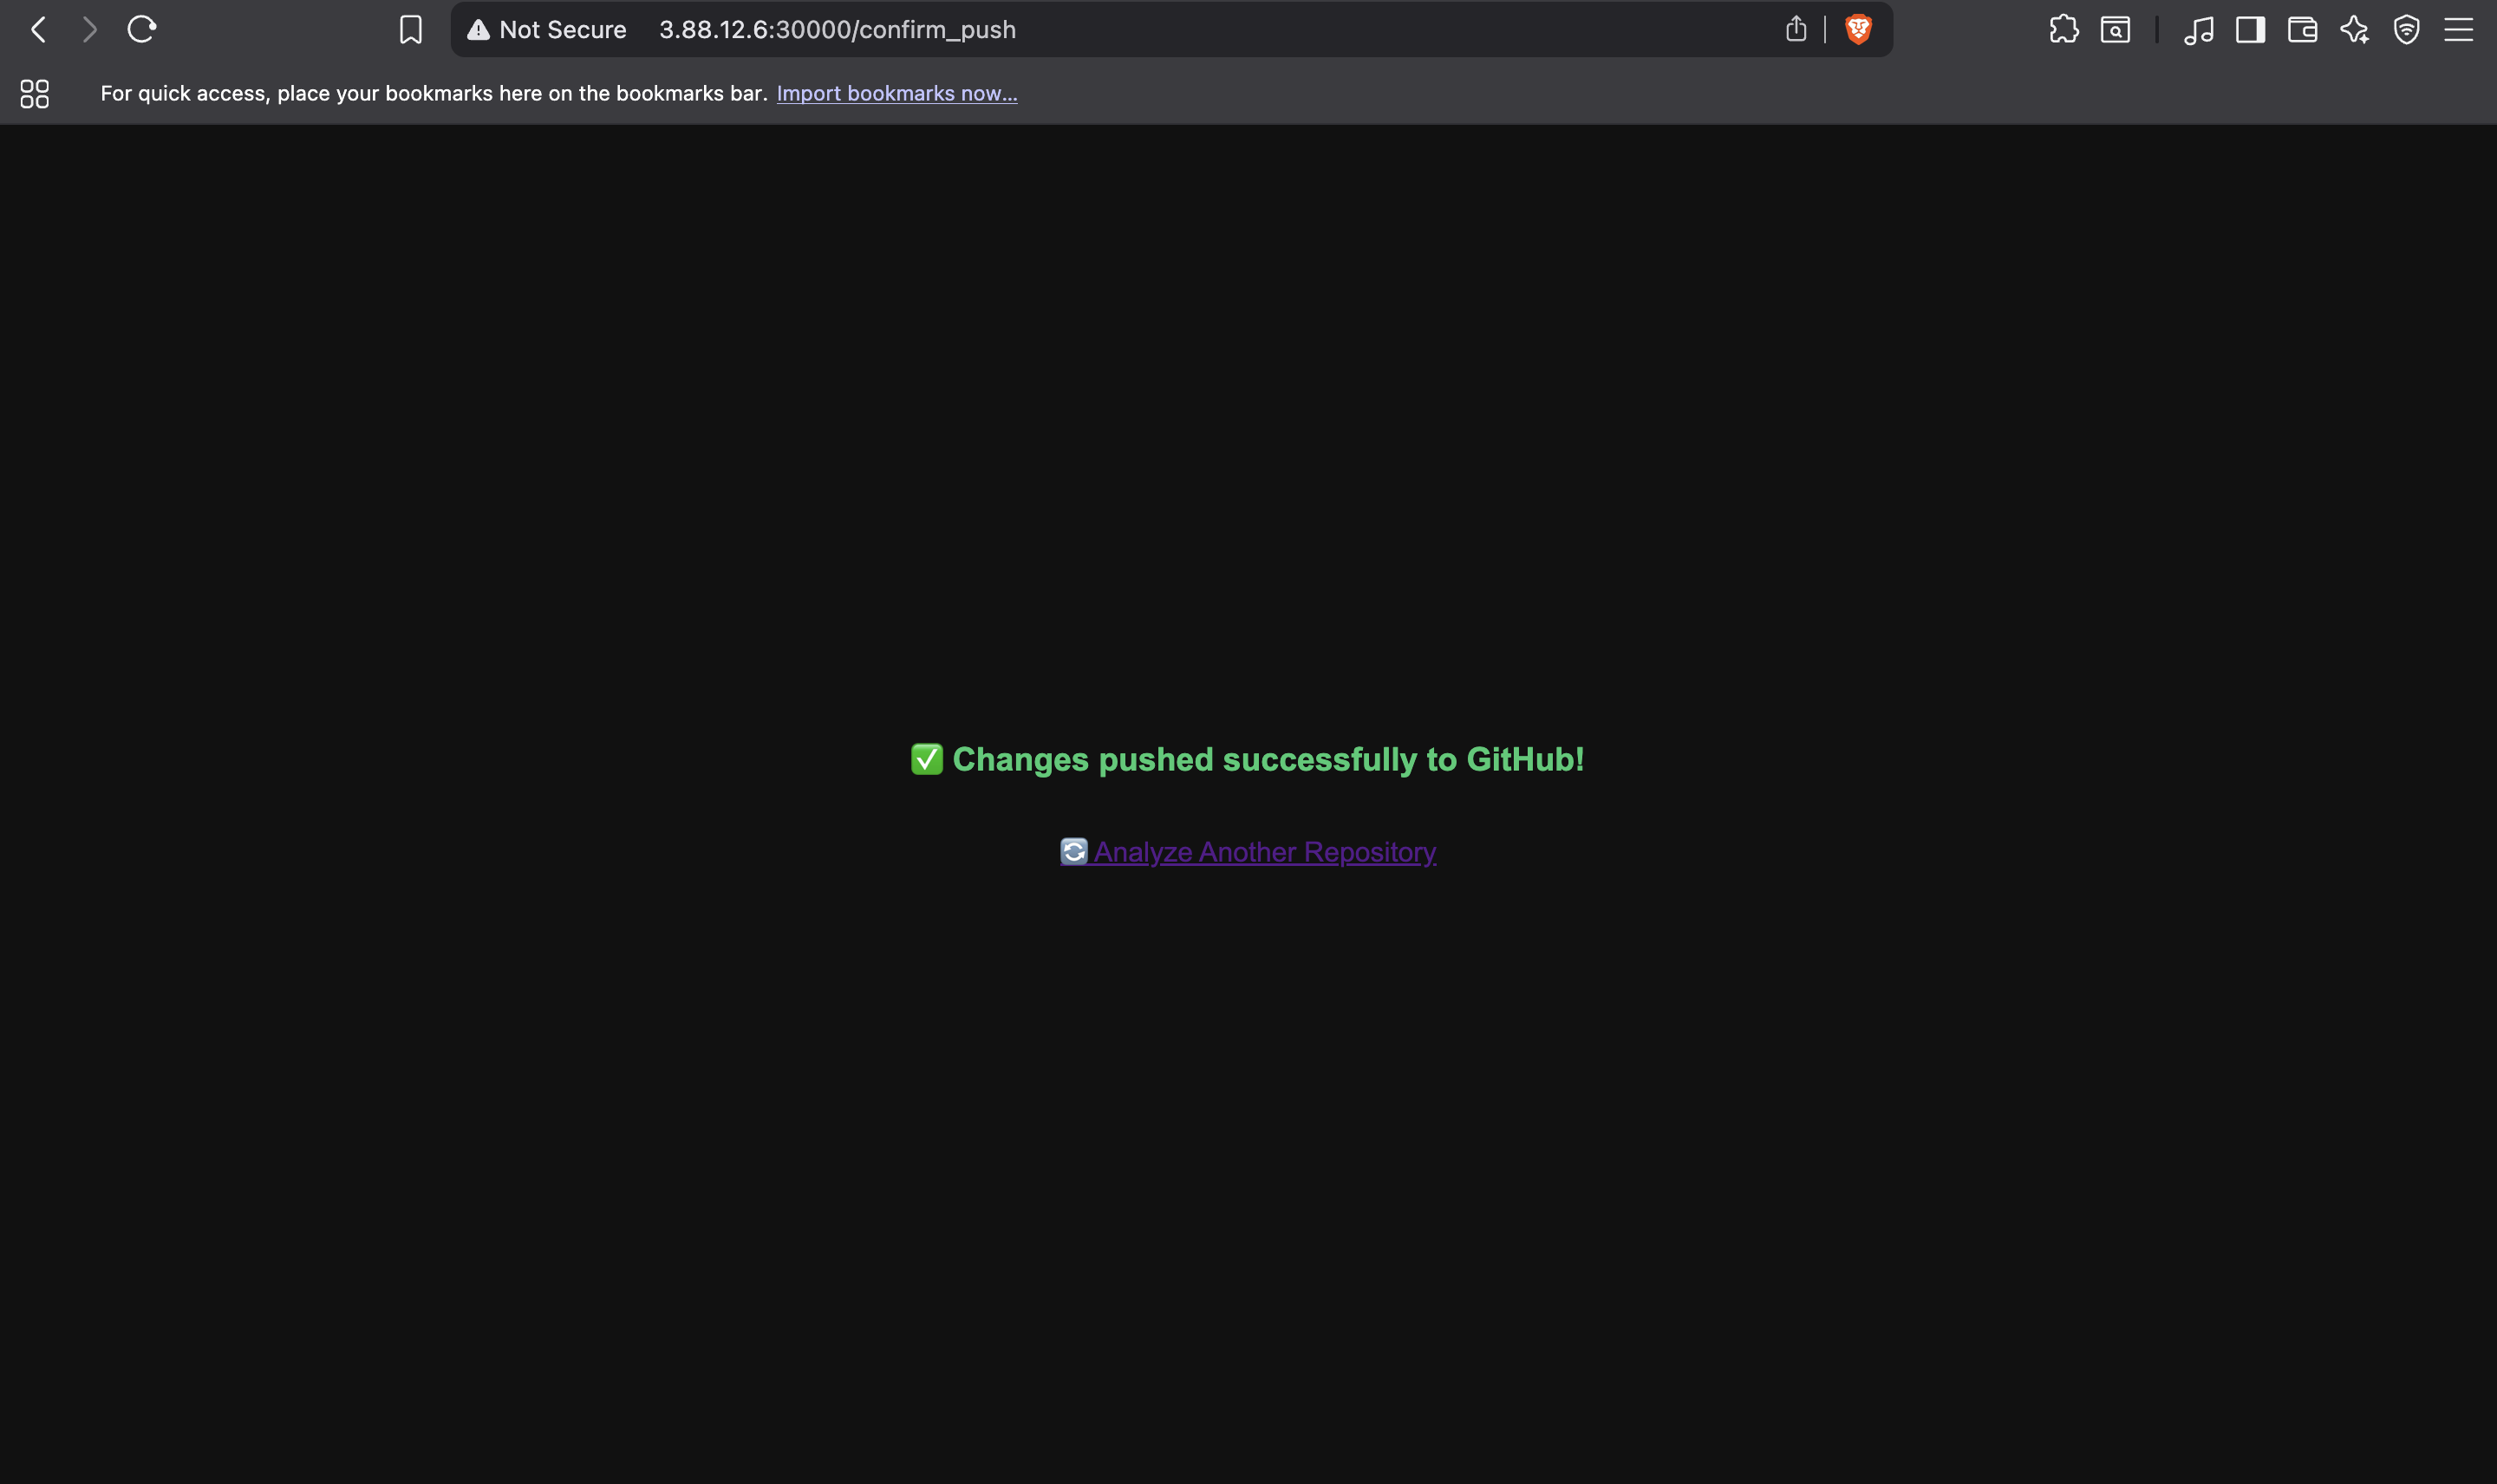 Not Secure 3.88.12.6:30000/confirm_push
For quick access, place your bookmarks here on the bookmarks bar. Import bookmarks now...
✅ Changes pushed successfully to GitHub!
🔄 Analyze Another Repository